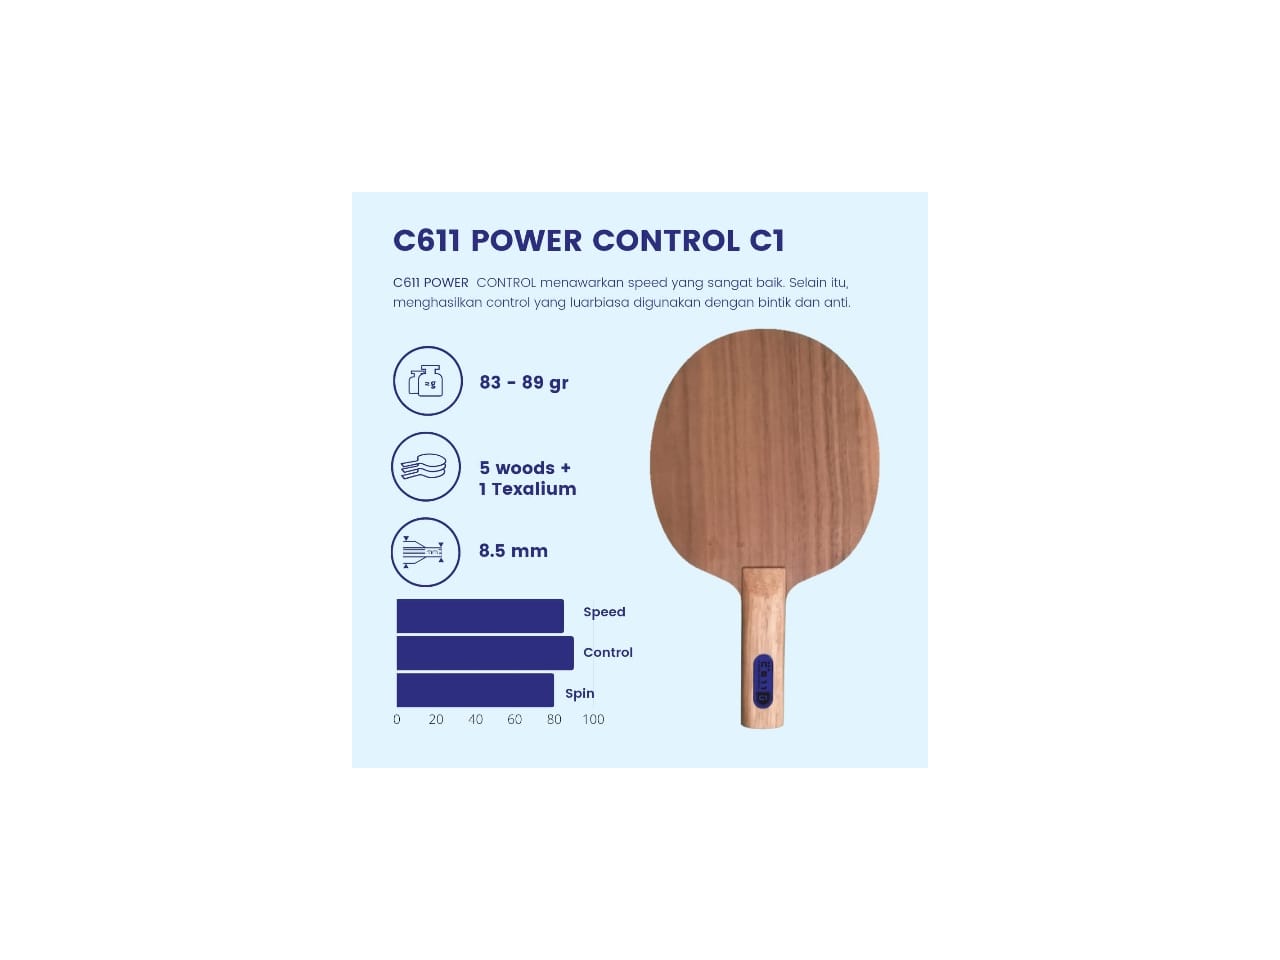 C611 POWER CONTROL C1
C611 POWER CONTROL menawarkan speed yang sangat baik. Selain itu,
menghasilkan control yang luarbiasa digunakan dengan bintik dan anti.
≈g
83 - 89 gr
5 woods +
1 Texalium
8.5 mm
Speed
Control
Spin
0 20 40 60 80 100